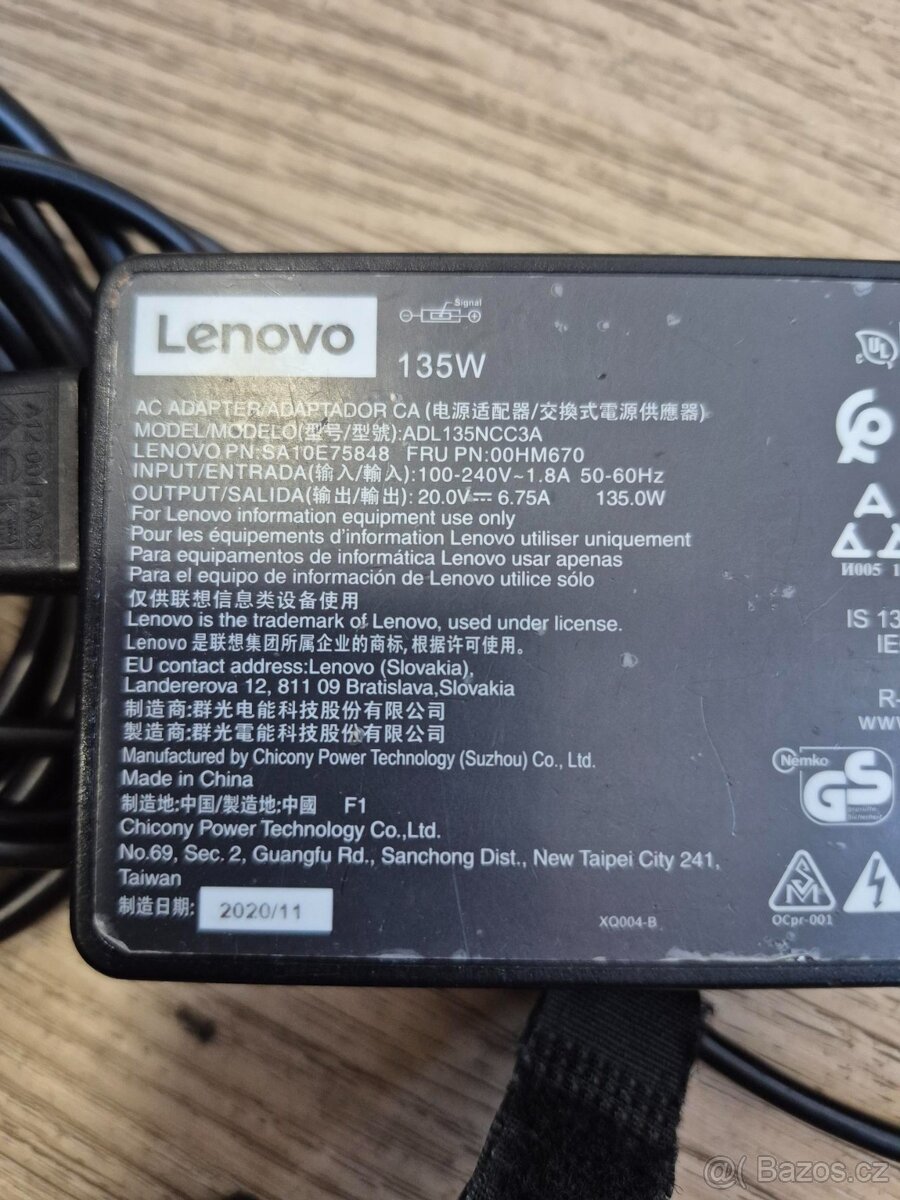 Lenovo
Signal
135W
AC ADAPTER/ADAPTADOR CA (电源适配器/交換式電源供應器)
MODEL/MODELO(型号/型號):ADL135NCC3A
LENOVO PN:SA10E75848 FRU PN:00HM670
INPUT/ENTRADA(输入/輸入):100-240V~1.8A 50-60Hz
OUTPUT/SALIDA(输出/輸出): 20.0V⎓ 6.75A 135.0W
For Lenovo information equipment use only
Pour les équipements d'information Lenovo utiliser uniquement
Para equipamentos de informática Lenovo usar apenas
Para el equipo de información de Lenovo utilice sólo
仅供联想信息类设备使用
Lenovo is the trademark of Lenovo, used under license.
Lenovo 是联想集团所属企业的商标,根据许可使用。
EU contact address:Lenovo (Slovakia),
Landererova 12, 811 09 Bratislava,Slovakia
制造商:群光电能科技股份有限公司
製造商:群光電能科技股份有限公司
Manufactured by Chicony Power Technology (Suzhou) Co., Ltd.
Made in China
制造地:中国/製造地:中國 F1
Chicony Power Technology Co.,Ltd.
No.69, Sec. 2, Guangfu Rd., Sanchong Dist., New Taipei City 241,
Taiwan
制造日期: 2020/11
XQ004-B
UL
И005 1
IS 13
IE
R-
www
Nemko
GS
geprüfte
Sicherheit
OCpr-001
@( Bazos.cz